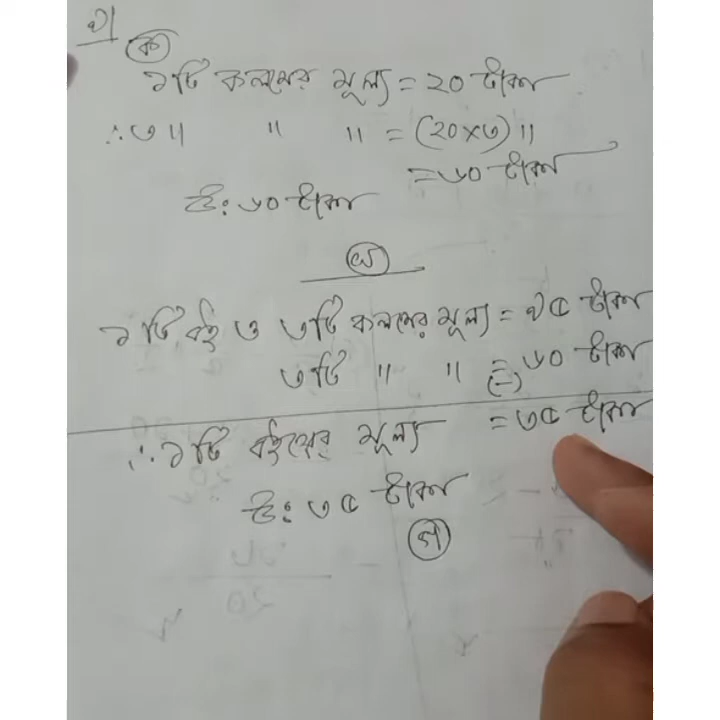 ৩।
ক
১টি কলমের মূল্য = ২০ টাকা
∴ ৩ " " " = (২০×৩) "
= ৬০ টাকা
উ: ৬০ টাকা
খ
১টি বই ও ৩টি কলমের মূল্য = ৯৫ টাকা
৩টি " " = ৬০ টাকা
(−)
∴ ১টি বইয়ের মূল্য = ৩৫ টাকা
উ: ৩৫ টাকা
গ